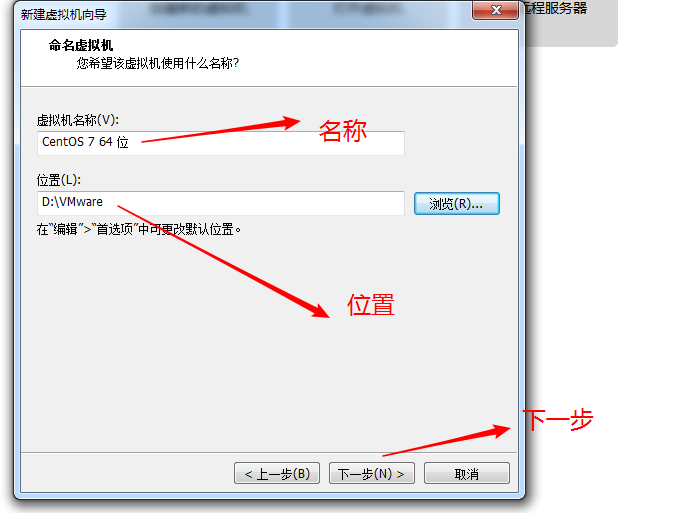 新建虚拟机向导
远程服务器
命名虚拟机
您希望该虚拟机使用什么名称?
虚拟机名称(V):
CentOS 7 64 位
名称
位置(L):
D:\VMware
浏览(R)...
在“编辑”>“首选项”中可更改默认位置。
位置
下一步
< 上一步(B)
下一步(N) >
取消